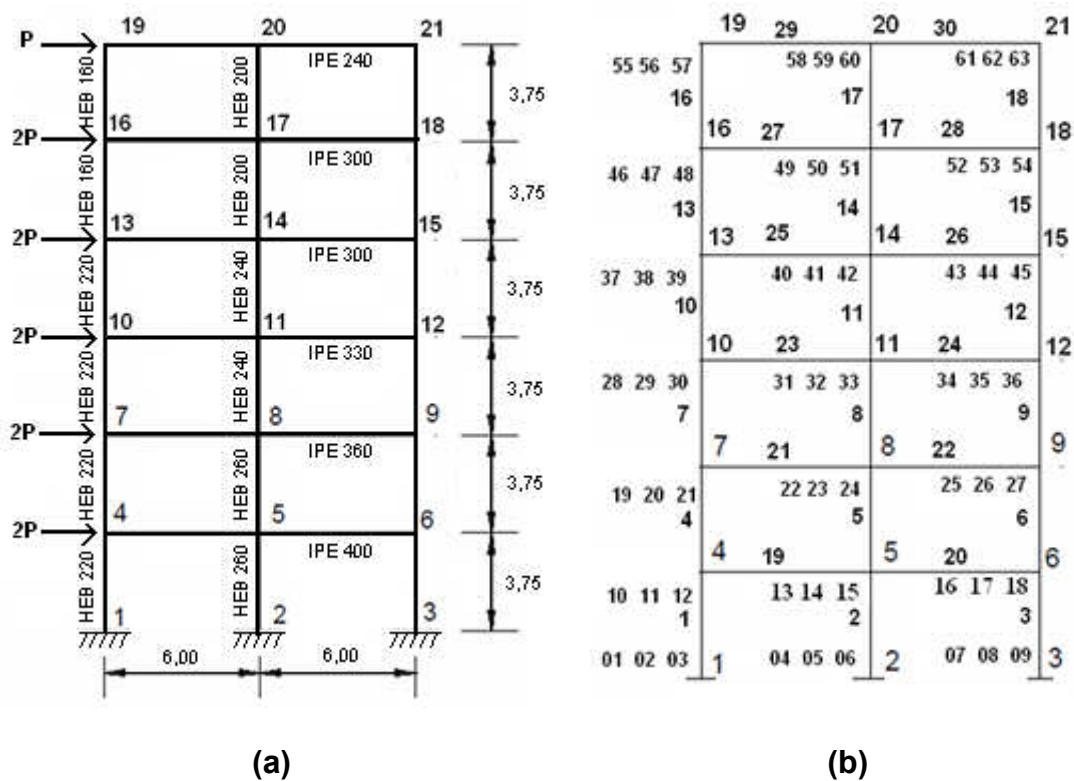 19 20 21
P
HEB 160 HEB 200 IPE 240
3,75
16 17 18
2P
HEB 160 HEB 200 IPE 300
3,75
13 14 15
2P
HEB 220 HEB 240 IPE 300
3,75
10 11 12
2P
HEB 220 HEB 240 IPE 330
3,75
7 8 9
2P
HEB 220 HEB 260 IPE 360
3,75
4 5 6
2P
HEB 220 HEB 260 IPE 400
3,75
1 2 3
6,00 6,00
(a)
19 29 20 30 21
55 56 57 58 59 60 61 62 63
16 17 18
16 27 17 28 18
46 47 48 49 50 51 52 53 54
13 14 15
13 25 14 26 15
37 38 39 40 41 42 43 44 45
10 11 12
10 23 11 24 12
28 29 30 31 32 33 34 35 36
7 8 9
7 21 8 22 9
19 20 21 22 23 24 25 26 27
4 5 6
4 19 5 20 6
10 11 12 13 14 15 16 17 18
1 2 3
01 02 03 1 04 05 06 2 07 08 09 3
(b)